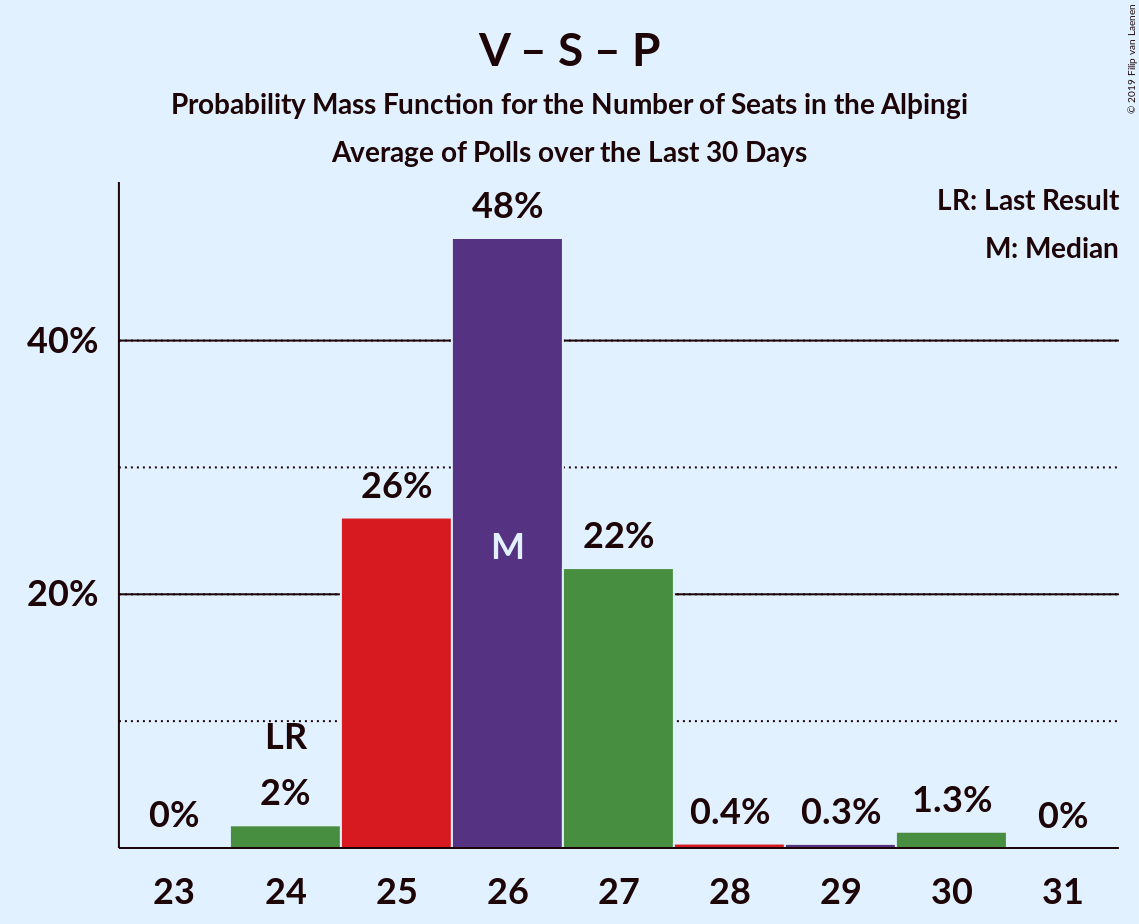 V – S – P
Probability Mass Function for the Number of Seats in the Alþingi
Average of Polls over the Last 30 Days
© 2019 Filip van Laenen
LR: Last Result
M: Median
48%
40%
26%
M
22%
20%
LR
0%
2%
0.4%
0.3%
1.3%
0%
23
24
25
26
27
28
29
30
31